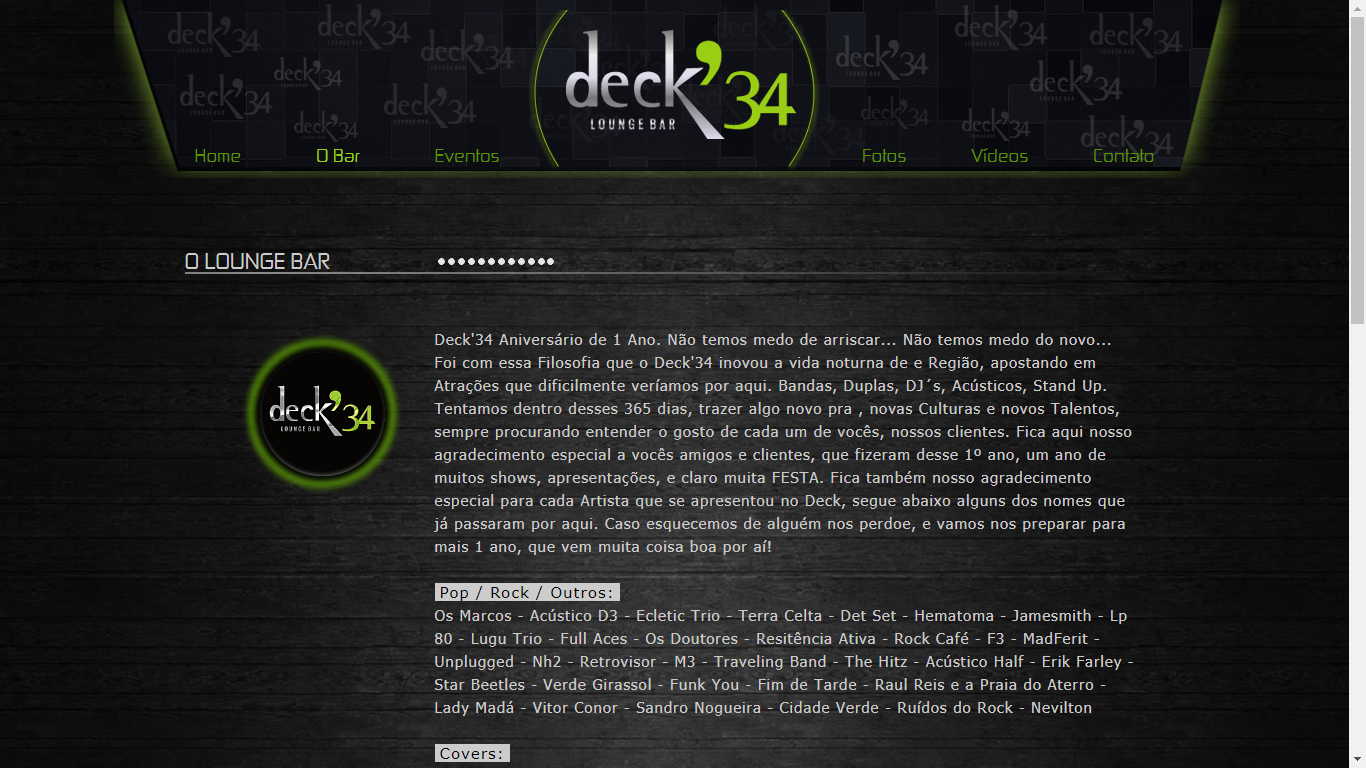 deck'34
LOUNGE BAR
Home
O Bar
Eventos
Fotos
Vídeos
Contato
O LOUNGE BAR
deck'34
LOUNGE BAR
Deck'34 Aniversário de 1 Ano. Não temos medo de arriscar... Não temos medo do novo...
Foi com essa Filosofia que o Deck'34 inovou a vida noturna de e Região, apostando em
Atrações que dificilmente veríamos por aqui. Bandas, Duplas, DJ´s, Acústicos, Stand Up.
Tentamos dentro desses 365 dias, trazer algo novo pra , novas Culturas e novos Talentos,
sempre procurando entender o gosto de cada um de vocês, nossos clientes. Fica aqui nosso
agradecimento especial a vocês amigos e clientes, que fizeram desse 1º ano, um ano de
muitos shows, apresentações, e claro muita FESTA. Fica também nosso agradecimento
especial para cada Artista que se apresentou no Deck, segue abaixo alguns dos nomes que
já passaram por aqui. Caso esquecemos de alguém nos perdoe, e vamos nos preparar para
mais 1 ano, que vem muita coisa boa por aí!
Pop / Rock / Outros:
Os Marcos - Acústico D3 - Ecletic Trio - Terra Celta - Det Set - Hematoma - Jamesmith - Lp
80 - Lugu Trio - Full Aces - Os Doutores - Resitência Ativa - Rock Café - F3 - MadFerit -
Unplugged - Nh2 - Retrovisor - M3 - Traveling Band - The Hitz - Acústico Half - Erik Farley -
Star Beetles - Verde Girassol - Funk You - Fim de Tarde - Raul Reis e a Praia do Aterro -
Lady Madá - Vitor Conor - Sandro Nogueira - Cidade Verde - Ruídos do Rock - Nevilton
Covers: